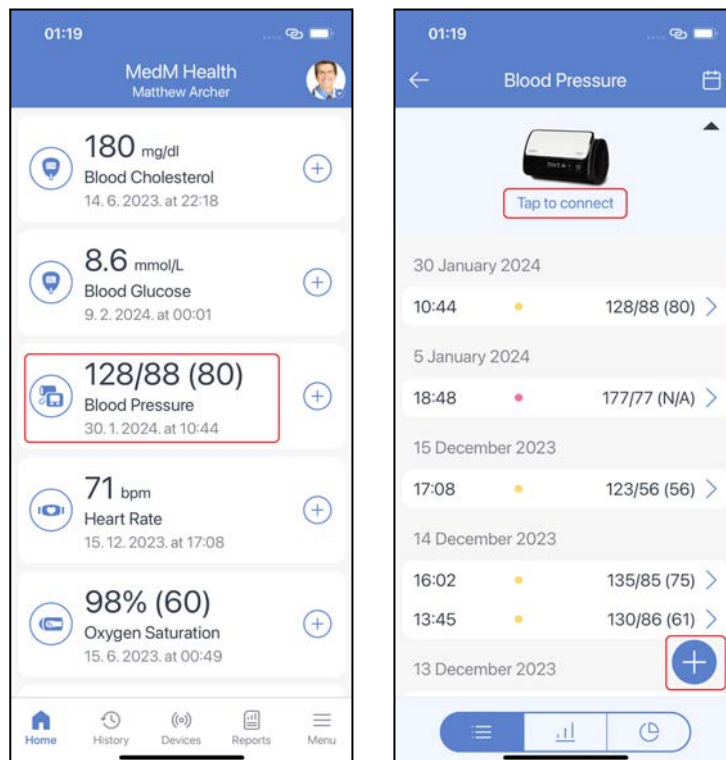 01:19
MedM Health
Matthew Archer
180 mg/dl
Blood Cholesterol
14. 6. 2023. at 22:18
8.6 mmol/L
Blood Glucose
9. 2. 2024. at 00:01
128/88 (80)
Blood Pressure
30. 1. 2024. at 10:44
71 bpm
Heart Rate
15. 12. 2023. at 17:08
98% (60)
Oxygen Saturation
15. 6. 2023. at 00:49
Home History Devices Reports Menu
01:19
Blood Pressure
Tap to connect
30 January 2024
10:44 128/88 (80)
5 January 2024
18:48 177/77 (N/A)
15 December 2023
17:08 123/56 (56)
14 December 2023
16:02 135/85 (75)
13:45 130/86 (61)
13 December 2023